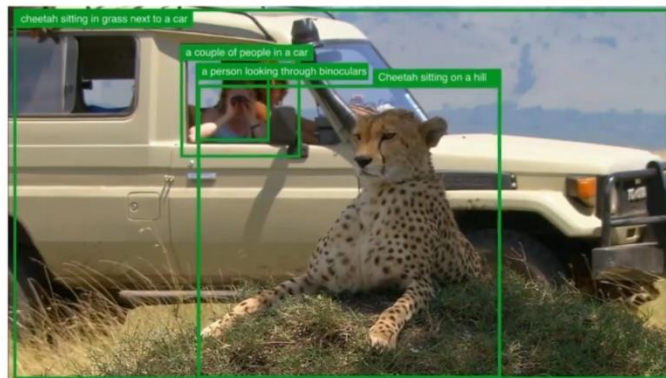 cheetah sitting in grass next to a car
a couple of people in a car
a person looking through binoculars
Cheetah sitting on a hill